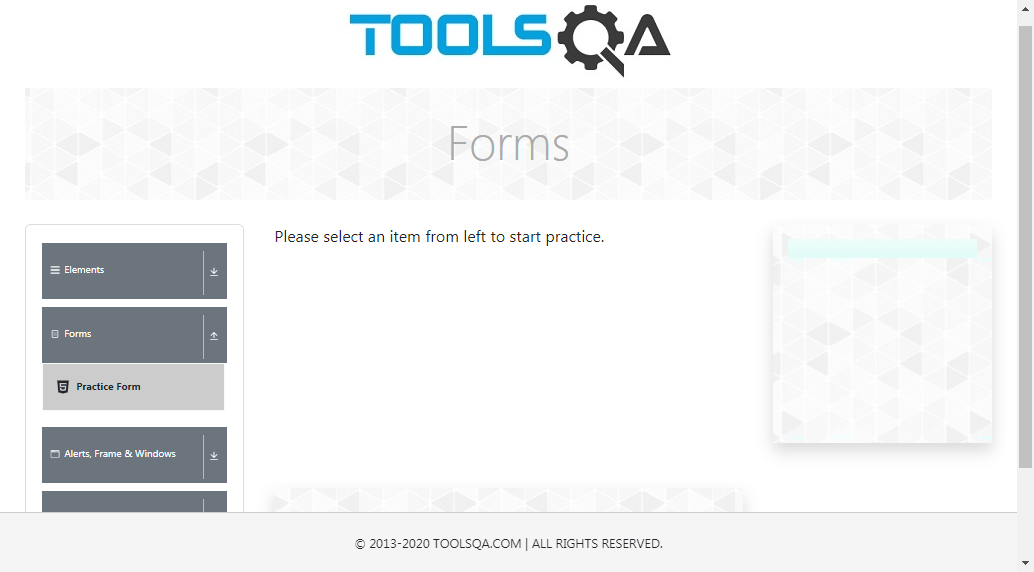 TOOLSQA
Forms
Please select an item from left to start practice.
Elements
Forms
Practice Form
Alerts, Frame & Windows
© 2013-2020 TOOLSQA.COM | ALL RIGHTS RESERVED.